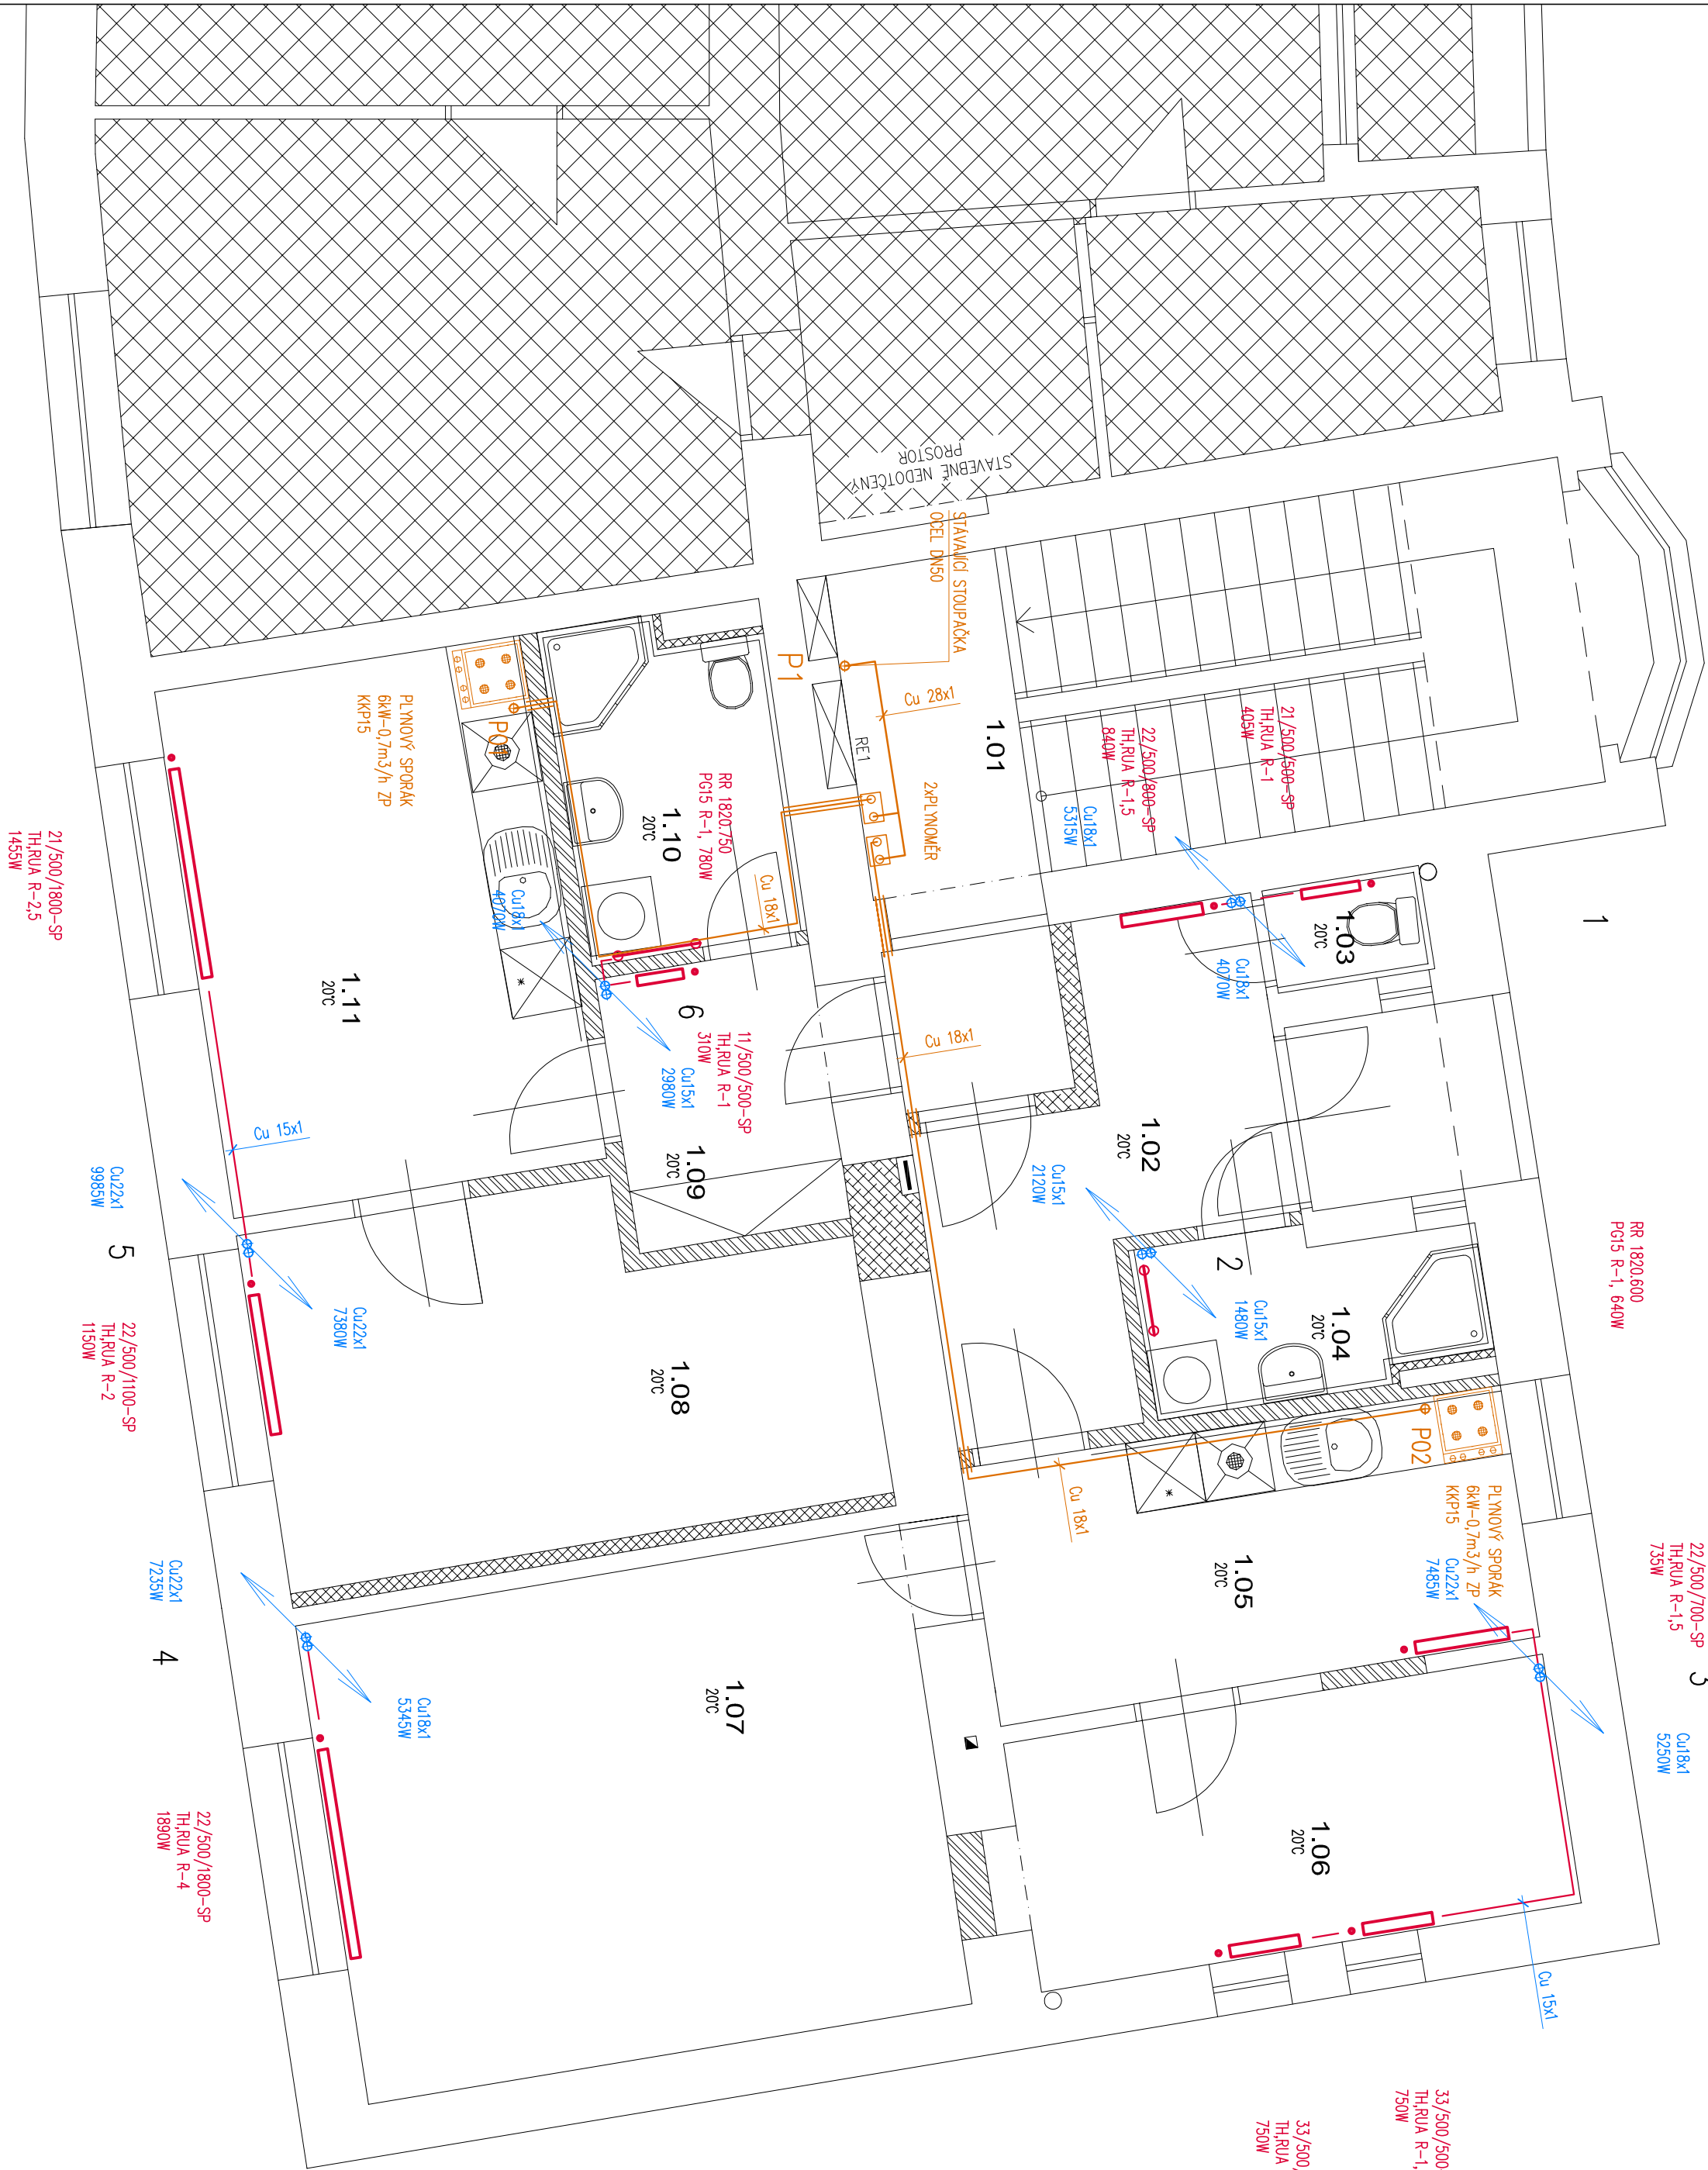 STAVEBNĚ NEDOTČENÝ
PROSTOR
STÁVAJÍCÍ STOUPAČKA
OCEL DN50
P1
Cu 28x1
RE1
1.01
2xPLYNOMĚR
21/500/500-SP
TH,RUA R-1
405W
22/500/800-SP
TH,RUA R-1,5
840W
Cu18x1
5315W
1
1.03
20°C
Cu18x1
4070W
PLYNOVÝ SPORÁK
6kW-0,7m3/h ZP
KKP15
P01
RR 1820.750
PG15 R-1, 780W
1.10
20°C
Cu 18x1
Cu18x1
4070W
21/500/1800-SP
TH,RUA R-2,5
1455W
1.11
20°C
6
11/500/500-SP
TH,RUA R-1
310W
Cu15x1
2980W
Cu 18x1
1.02
20°C
Cu 15x1
1.09
20°C
Cu15x1
2120W
Cu22x1
9985W
5
Cu22x1
7380W
2
Cu15x1
1480W
1.04
20°C
RR 1820.600
PG15 R-1, 640W
22/500/1100-SP
TH,RUA R-2
1150W
1.08
20°C
P02
Cu 18x1
PLYNOVÝ SPORÁK
6kW-0,7m3/h ZP
KKP15
Cu22x1
7485W
22/500/700-SP
TH,RUA R-1,5
735W
3
1.05
20°C
Cu22x1
7235W
4
Cu18x1
5345W
1.07
20°C
Cu18x1
5250W
22/500/1800-SP
TH,RUA R-4
1890W
1.06
20°C
Cu 15x1
33/500/500
TH,RUA R-1,
750W
33/500,
TH,RUA
750W